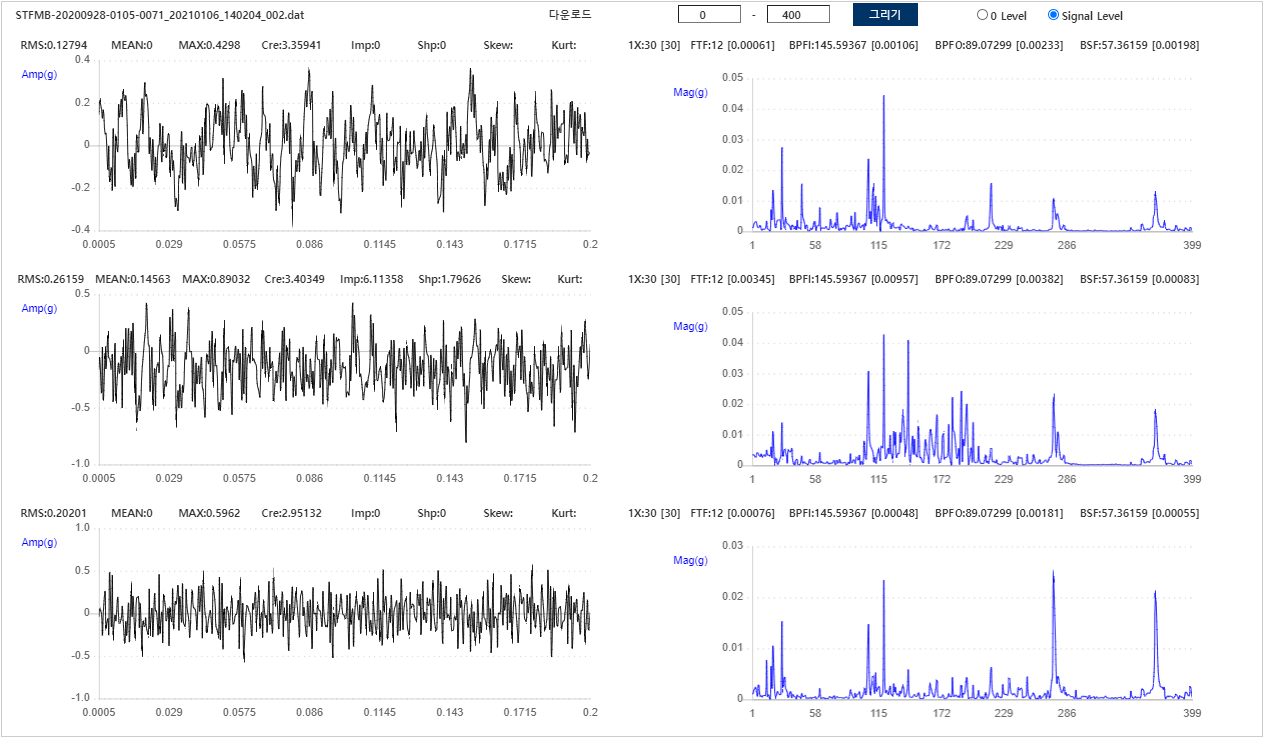 STFMB-20200928-0105-0071_20210106_140204_002.dat 다운로드 0 - 400 그리기 0 Level Signal Level
RMS:0.12794 MEAN:0 MAX:0.4298 Cre:3.35941 Imp:0 Shp:0 Skew: Kurt: 1X:30 [30] FTF:12 [0.00061] BPFI:145.59367 [0.00106] BPFO:89.07299 [0.00233] BSF:57.36159 [0.00198]
Amp(g)
0.4
0.2
0
-0.2
-0.4
0.0005 0.029 0.0575 0.086 0.1145 0.143 0.1715 0.2
Mag(g)
0.05
0.04
0.03
0.02
0.01
0
1 58 115 172 229 286 399
RMS:0.26159 MEAN:0.14563 MAX:0.89032 Cre:3.40349 Imp:6.11358 Shp:1.79626 Skew: Kurt: 1X:30 [30] FTF:12 [0.00345] BPFI:145.59367 [0.00957] BPFO:89.07299 [0.00382] BSF:57.36159 [0.00083]
Amp(g)
0.5
0
-0.5
-1.0
0.0005 0.029 0.0575 0.086 0.1145 0.143 0.1715 0.2
Mag(g)
0.05
0.04
0.03
0.02
0.01
0
1 58 115 172 229 286 399
RMS:0.20201 MEAN:0 MAX:0.5962 Cre:2.95132 Imp:0 Shp:0 Skew: Kurt: 1X:30 [30] FTF:12 [0.00076] BPFI:145.59367 [0.00048] BPFO:89.07299 [0.00181] BSF:57.36159 [0.00055]
Amp(g)
1.0
0.5
0
-0.5
-1.0
0.0005 0.029 0.0575 0.086 0.1145 0.143 0.1715 0.2
Mag(g)
0.03
0.02
0.01
0
1 58 115 172 229 286 399